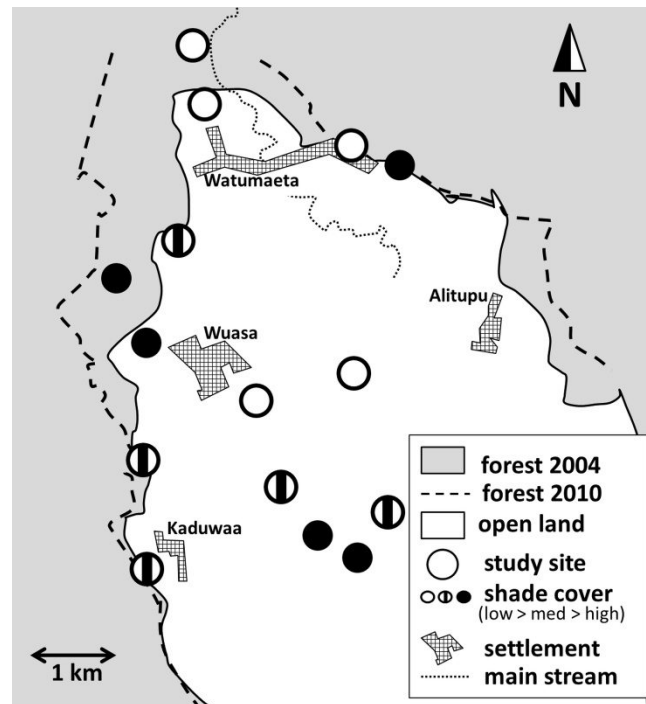 N
Watumaeta
Alitupu
Wuasa
Kaduwaa
forest 2004
forest 2010
open land
study site
shade cover
(low > med > high)
settlement
main stream
1 km